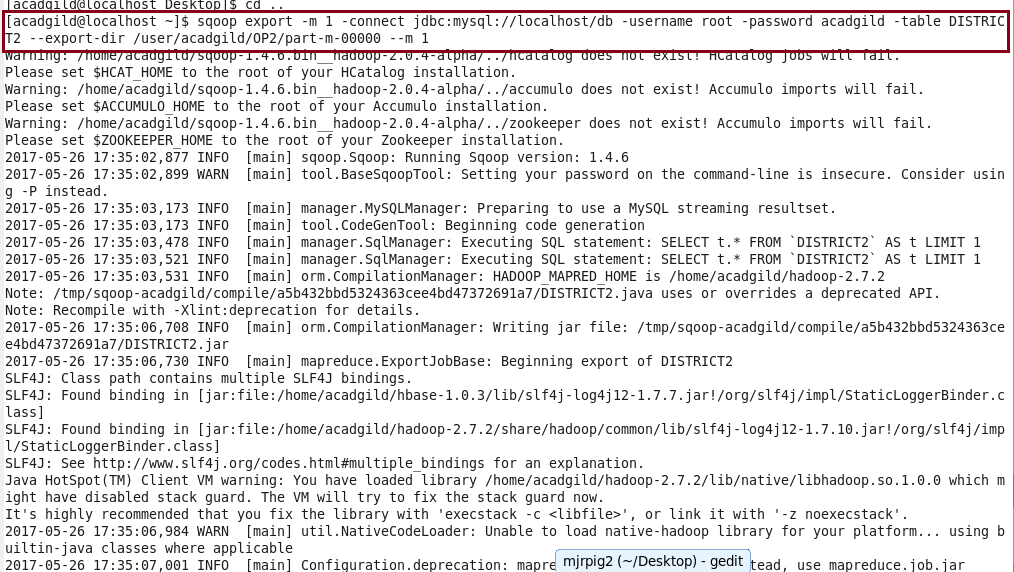 [acadgild@localhost Desktop]$ cd ..
[acadgild@localhost ~]$ sqoop export -m 1 -connect jdbc:mysql://localhost/db -username root -password acadgild -table DISTRIC
T2 --export-dir /user/acadgild/OP2/part-m-00000 --m 1
Warning: /home/acadgild/sqoop-1.4.6.bin__hadoop-2.0.4-alpha/../hcatalog does not exist! HCatalog jobs will fail.
Please set $HCAT_HOME to the root of your HCatalog installation.
Warning: /home/acadgild/sqoop-1.4.6.bin__hadoop-2.0.4-alpha/../accumulo does not exist! Accumulo imports will fail.
Please set $ACCUMULO_HOME to the root of your Accumulo installation.
Warning: /home/acadgild/sqoop-1.4.6.bin__hadoop-2.0.4-alpha/../zookeeper does not exist! Accumulo imports will fail.
Please set $ZOOKEEPER_HOME to the root of your Zookeeper installation.
2017-05-26 17:35:02,877 INFO  [main] sqoop.Sqoop: Running Sqoop version: 1.4.6
2017-05-26 17:35:02,899 WARN  [main] tool.BaseSqoopTool: Setting your password on the command-line is insecure. Consider usin
g -P instead.
2017-05-26 17:35:03,173 INFO  [main] manager.MySQLManager: Preparing to use a MySQL streaming resultset.
2017-05-26 17:35:03,173 INFO  [main] tool.CodeGenTool: Beginning code generation
2017-05-26 17:35:03,478 INFO  [main] manager.SqlManager: Executing SQL statement: SELECT t.* FROM `DISTRICT2` AS t LIMIT 1
2017-05-26 17:35:03,521 INFO  [main] manager.SqlManager: Executing SQL statement: SELECT t.* FROM `DISTRICT2` AS t LIMIT 1
2017-05-26 17:35:03,531 INFO  [main] orm.CompilationManager: HADOOP_MAPRED_HOME is /home/acadgild/hadoop-2.7.2
Note: /tmp/sqoop-acadgild/compile/a5b432bbd5324363cee4bd47372691a7/DISTRICT2.java uses or overrides a deprecated API.
Note: Recompile with -Xlint:deprecation for details.
2017-05-26 17:35:06,708 INFO  [main] orm.CompilationManager: Writing jar file: /tmp/sqoop-acadgild/compile/a5b432bbd5324363ce
e4bd47372691a7/DISTRICT2.jar
2017-05-26 17:35:06,730 INFO  [main] mapreduce.ExportJobBase: Beginning export of DISTRICT2
SLF4J: Class path contains multiple SLF4J bindings.
SLF4J: Found binding in [jar:file:/home/acadgild/hbase-1.0.3/lib/slf4j-log4j12-1.7.7.jar!/org/slf4j/impl/StaticLoggerBinder.c
lass]
SLF4J: Found binding in [jar:file:/home/acadgild/hadoop-2.7.2/share/hadoop/common/lib/slf4j-log4j12-1.7.10.jar!/org/slf4j/imp
l/StaticLoggerBinder.class]
SLF4J: See http://www.slf4j.org/codes.html#multiple_bindings for an explanation.
Java HotSpot(TM) Client VM warning: You have loaded library /home/acadgild/hadoop-2.7.2/lib/native/libhadoop.so.1.0.0 which m
ight have disabled stack guard. The VM will try to fix the stack guard now.
It's highly recommended that you fix the library with 'execstack -c <libfile>', or link it with '-z noexecstack'.
2017-05-26 17:35:06,984 WARN  [main] util.NativeCodeLoader: Unable to load native-hadoop library for your platform... using b
uiltin-java classes where applicable
2017-05-26 17:35:07,001 INFO  [main] Configuration.deprecation: mapre tead, use mapreduce.job.jar
mjrpig2 (~/Desktop) - gedit